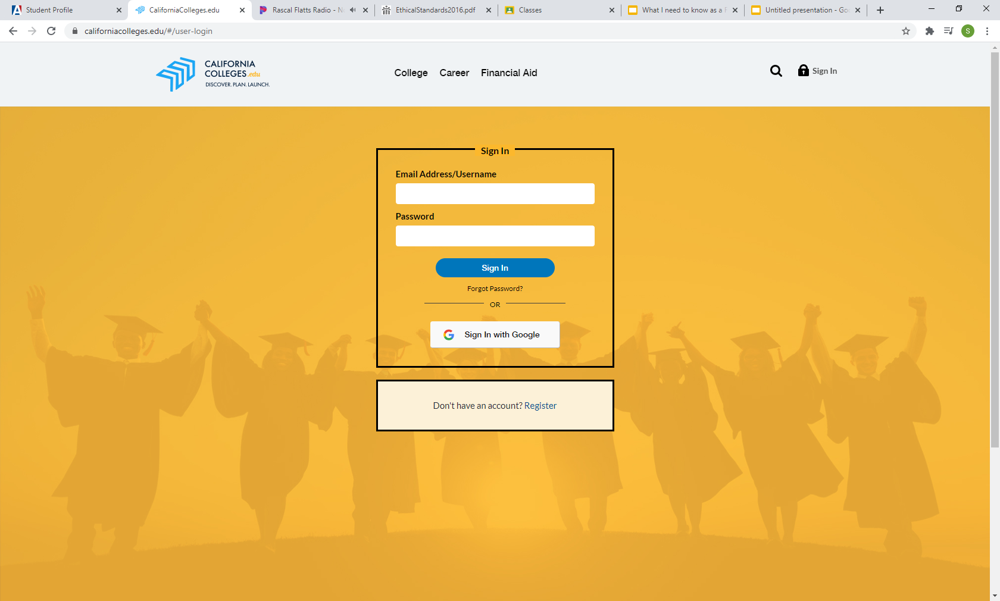 Student Profile
CaliforniaColleges.edu
Rascal Flatts Radio - N
EthicalStandards2016.pdf
Classes
What I need to know as a
Untitled presentation - Goo
californiacolleges.edu/#/user-login
S
CALIFORNIA
COLLEGES.edu
DISCOVER. PLAN. LAUNCH.
College
Career
Financial Aid
Sign In
Sign In
Email Address/Username
Password
Sign In
Forgot Password?
OR
Sign In with Google
Don't have an account? Register